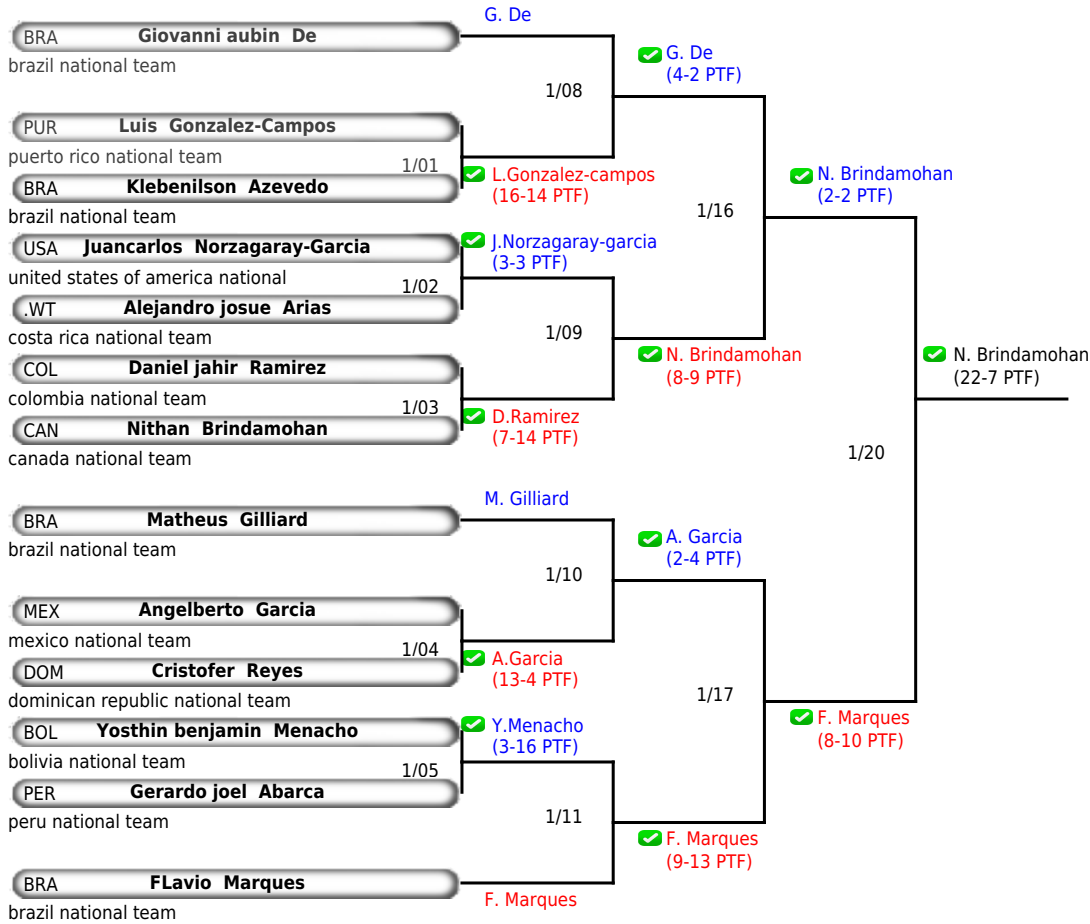 G. De
BRA Giovanni aubin De
brazil national team
G. De
(4-2 PTF)
1/08
PUR Luis Gonzalez-Campos
puerto rico national team
1/01
L.Gonzalez-campos
(16-14 PTF)
BRA Klebenilson Azevedo
brazil national team
N. Brindamohan
(2-2 PTF)
1/16
USA Juancarlos Norzagaray-Garcia
united states of america national
J.Norzagaray-garcia
(3-3 PTF)
1/02
.WT Alejandro josue Arias
costa rica national team
1/09
N. Brindamohan
(8-9 PTF)
N. Brindamohan
(22-7 PTF)
COL Daniel jahir Ramirez
colombia national team
1/03
D.Ramirez
(7-14 PTF)
CAN Nithan Brindamohan
canada national team
1/20
M. Gilliard
BRA Matheus Gilliard
brazil national team
A. Garcia
(2-4 PTF)
1/10
MEX Angelberto Garcia
mexico national team
1/04
A.Garcia
(13-4 PTF)
DOM Cristofer Reyes
dominican republic national team
1/17
F. Marques
(8-10 PTF)
BOL Yosthin benjamin Menacho
bolivia national team
Y.Menacho
(3-16 PTF)
1/05
PER Gerardo joel Abarca
peru national team
1/11
F. Marques
(9-13 PTF)
BRA FLavio Marques
brazil national team
F. Marques